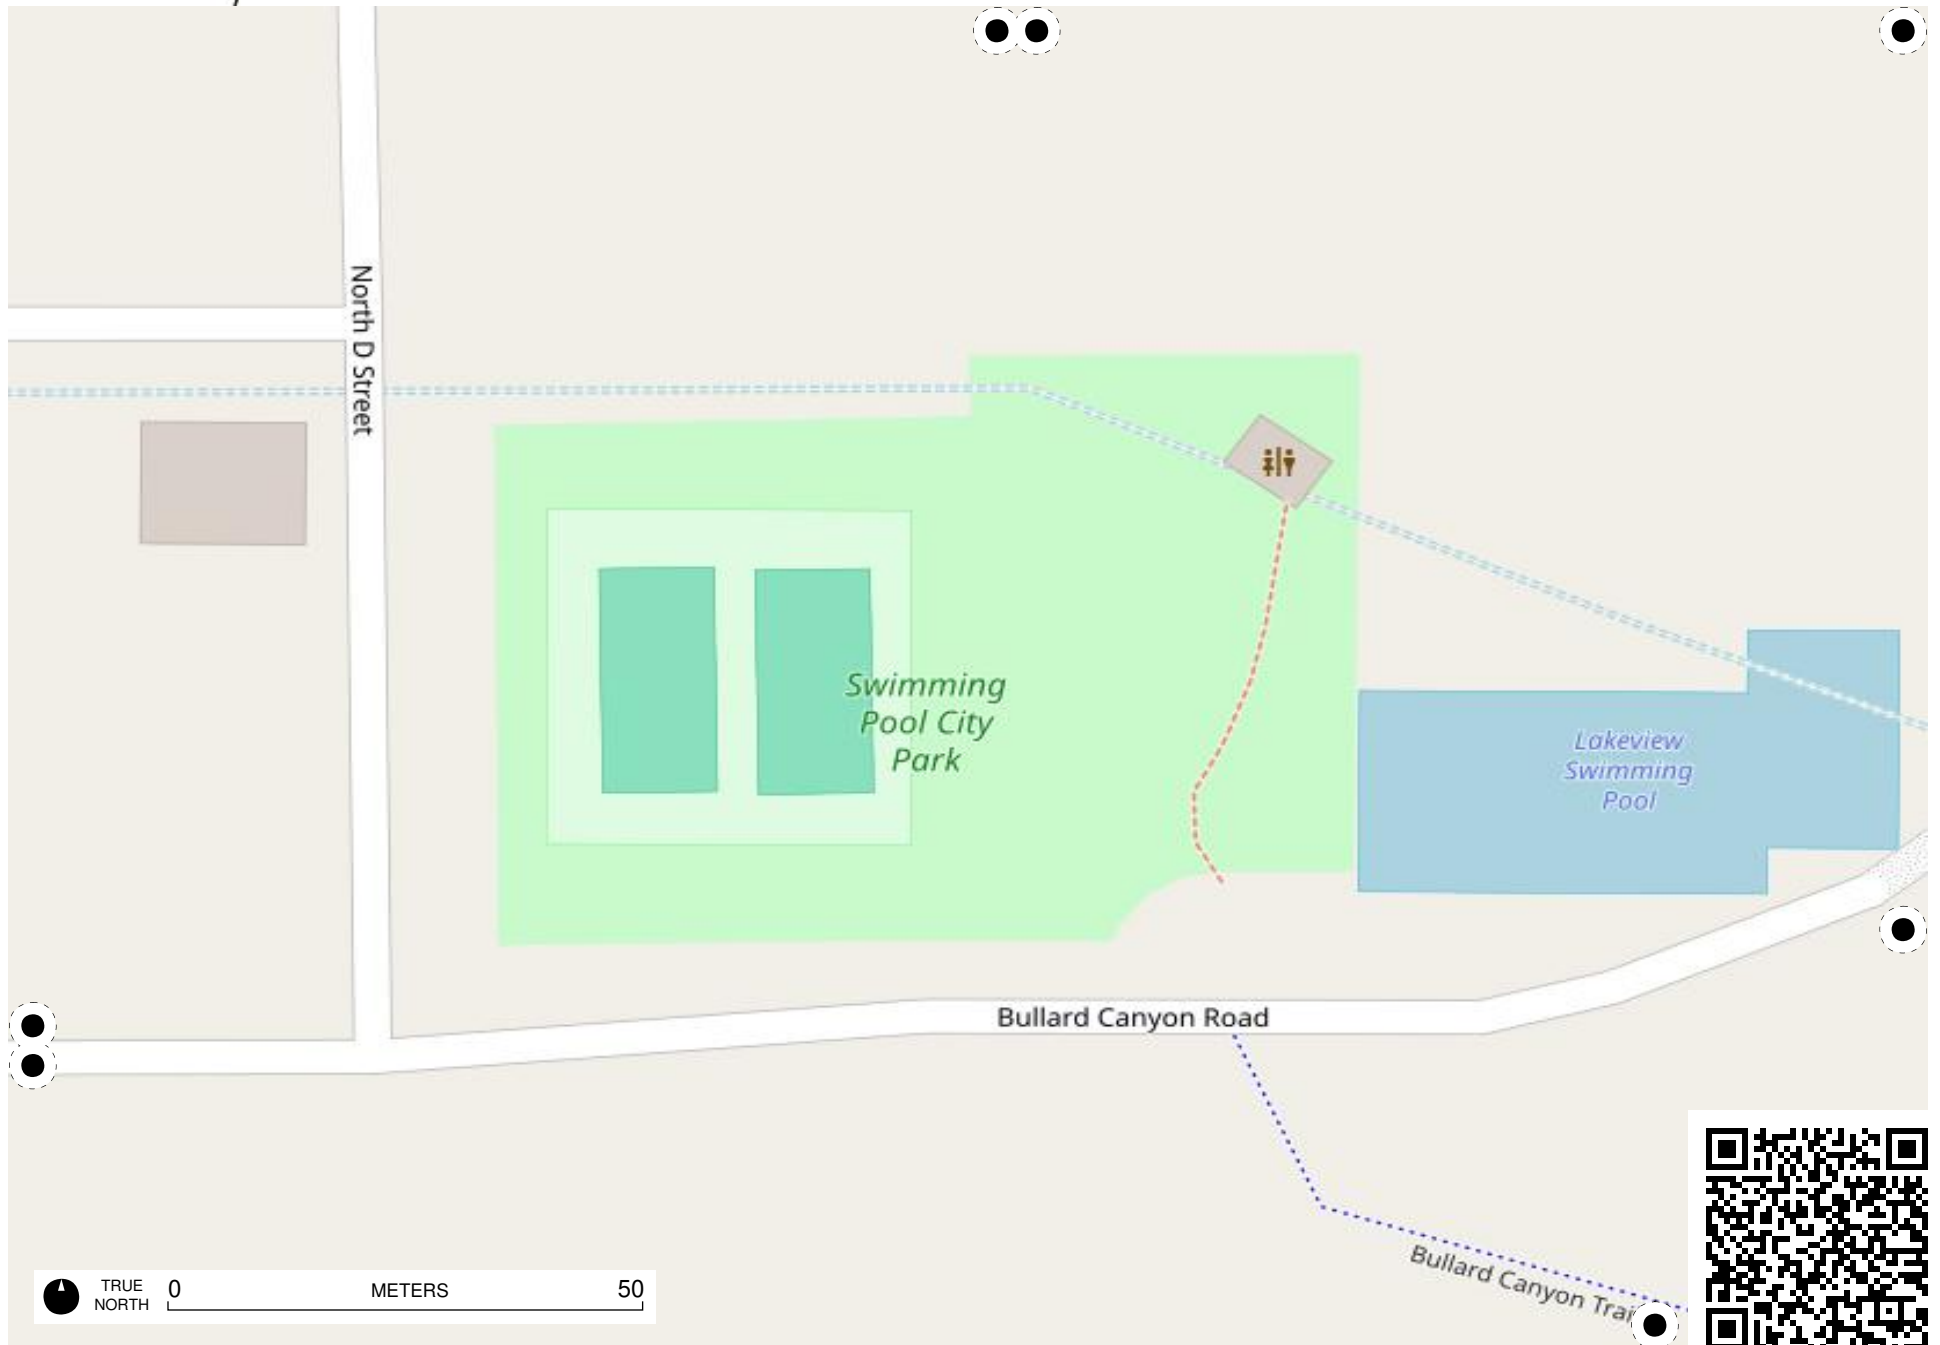 North D Street
Swimming
Pool City
Park
Lakeview
Swimming
Pool
Bullard Canyon Road
Bullard Canyon Trai
TRUE
NORTH
0 METERS 50